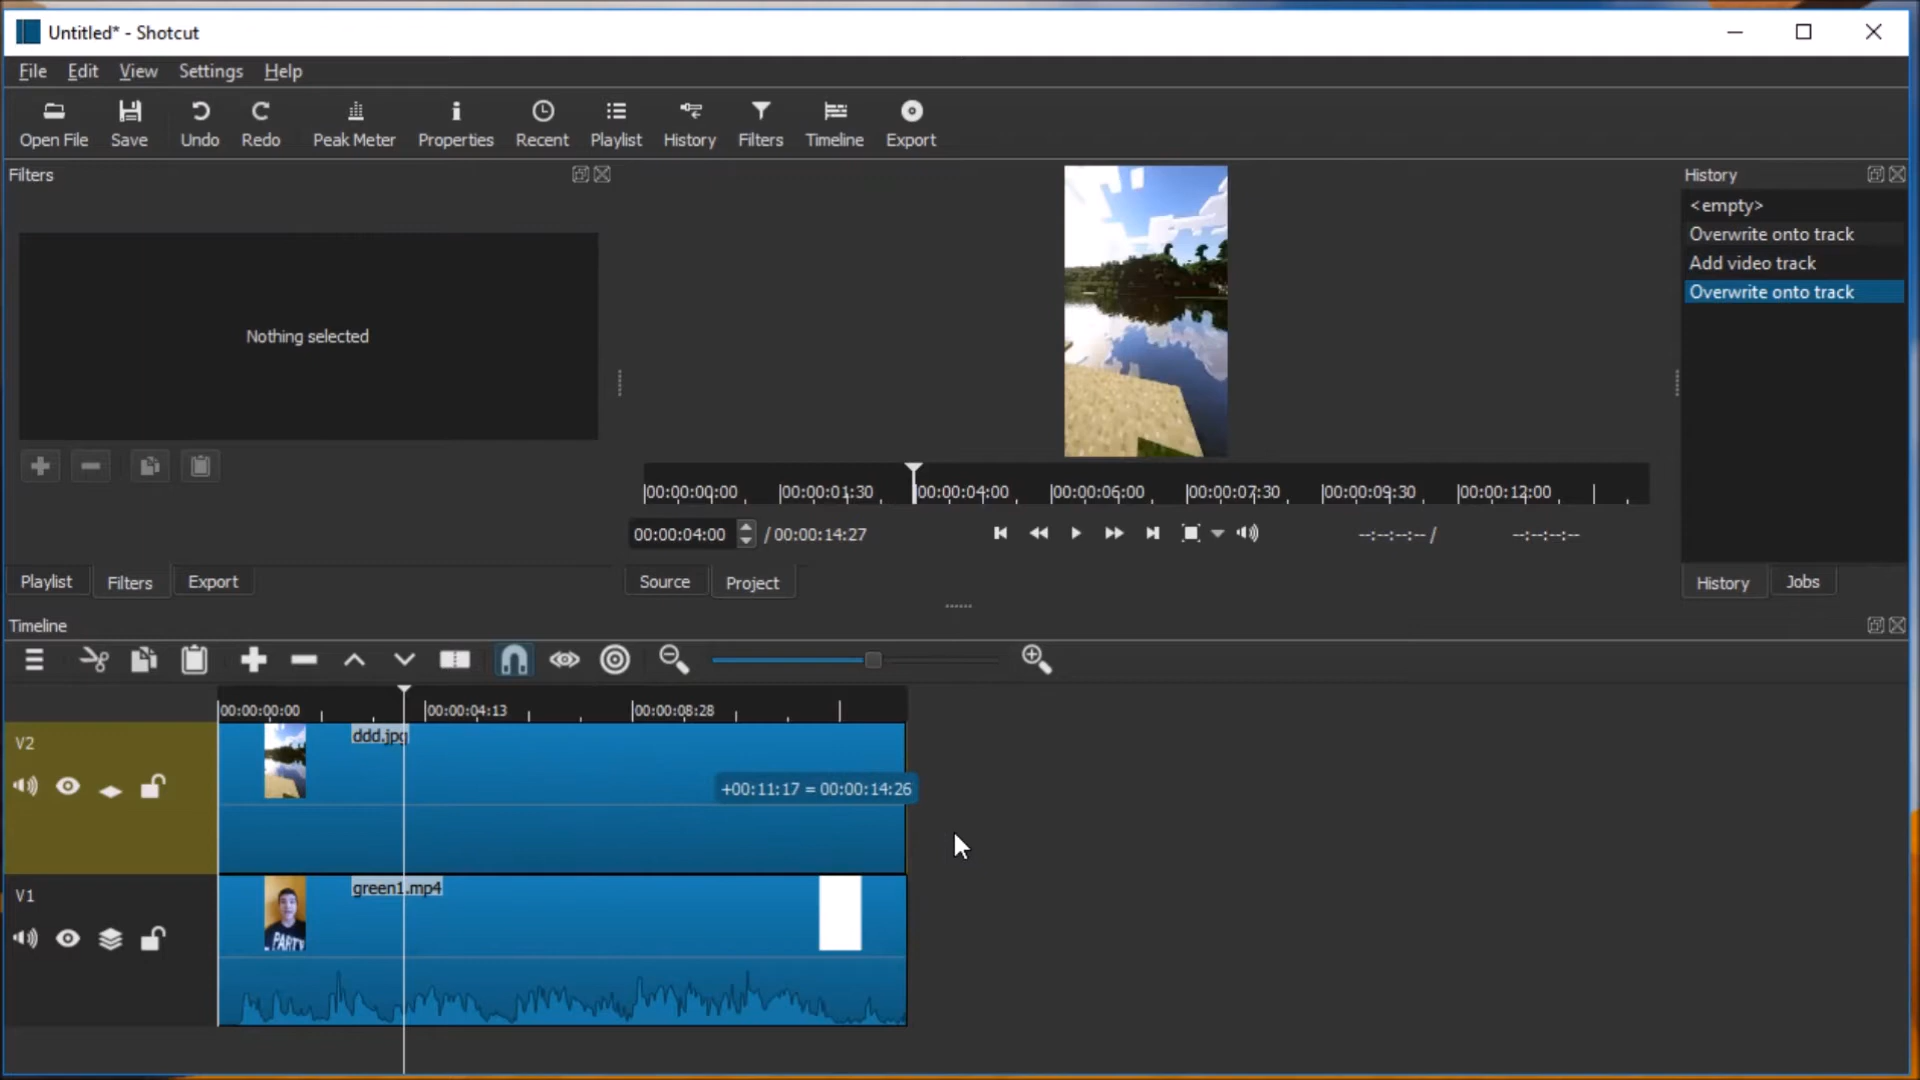 Untitled* - Shotcut
File Edit View Settings Help
Open File Save Undo Redo Peak Meter Properties Recent Playlist History Filters Timeline Export
Filters
Nothing selected
Playlist Filters Export
00:00:00:00 00:00:01:30 00:00:04:00 00:00:06:00 00:00:07:30 00:00:09:30 00:00:12:00
00:00:04:00 / 00:00:14:27 --:--:--:-- / --:--:--:--
Source Project
History
<empty>
Overwrite onto track
Add video track
Overwrite onto track
History Jobs
Timeline
00:00:00:00 00:00:04:13 00:00:08:28
V2
ddd.jpg
+00:11:17 = 00:00:14:26
V1
green1.mp4
PARTY